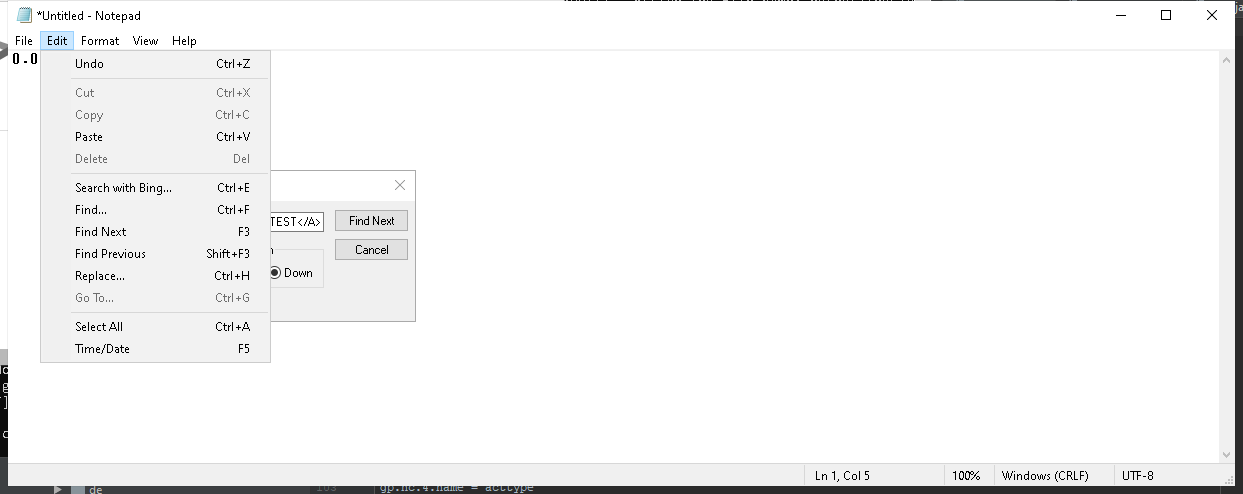 *Untitled - Notepad
File Edit Format View Help
0.0
Undo Ctrl+Z
Cut Ctrl+X
Copy Ctrl+C
Paste Ctrl+V
Delete Del
Search with Bing... Ctrl+E
Find... Ctrl+F
Find Next F3
Find Previous Shift+F3
Replace... Ctrl+H
Go To... Ctrl+G
Select All Ctrl+A
Time/Date F5
TEST</A>
Find Next
Cancel
Down
Ln 1, Col 5 100% Windows (CRLF) UTF-8
de
gp.nc.4.name = acttype